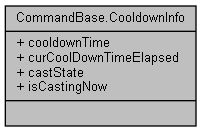 CommandBase.CooldownInfo
+ cooldownTime
+ curCoolDownTimeElapsed
+ castState
+ isCastingNow